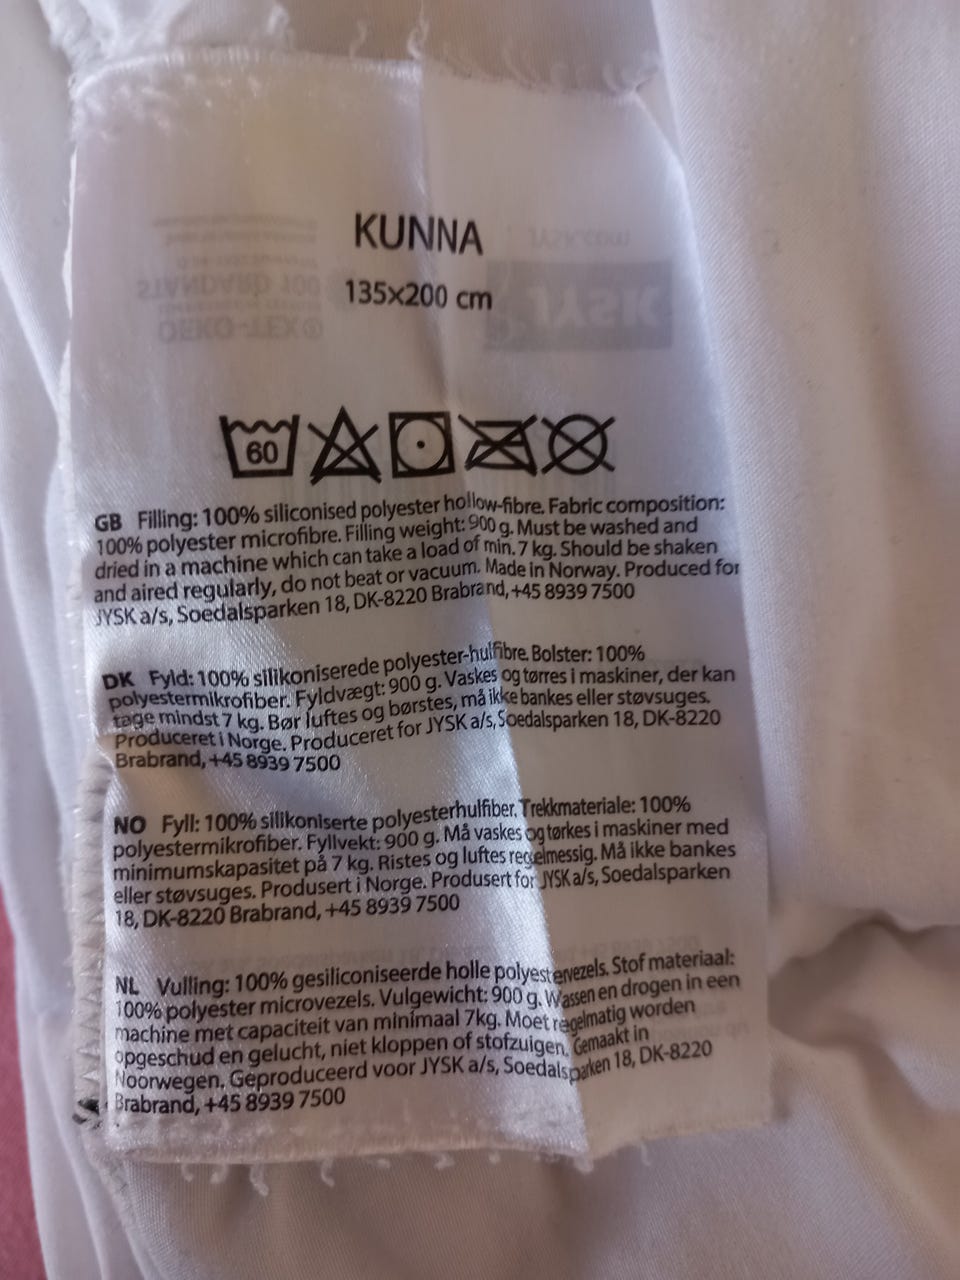 KUNNA
135×200 cm
60
GB Filling: 100% siliconised polyester hollow-fibre. Fabric composition:
100% polyester microfibre. Filling weight: 900 g. Must be washed and
dried in a machine which can take a load of min. 7 kg. Should be shaken
and aired regularly, do not beat or vacuum. Made in Norway. Produced for
JYSK a/s, Soedalsparken 18, DK-8220 Brabrand, +45 8939 7500
DK Fyld: 100% silikoniserede polyester-hulfibre. Bolster: 100%
polyestermikrofiber. Fyldvægt: 900 g. Vaskes og tørres i maskiner, der kan
tage mindst 7 kg. Bør luftes og børstes, må ikke bankes eller støvsuges.
Produceret i Norge. Produceret for JYSK a/s, Soedalsparken 18, DK-8220
Brabrand, +45 8939 7500
NO Fyll: 100% silikoniserte polyesterhulfiber. Trekkmateriale: 100%
polyestermikrofiber. Fyllvekt: 900 g. Må vaskes og tørkes i maskiner med
minimumskapasitet på 7 kg. Ristes og luftes regelmessig. Må ikke bankes
eller støvsuges. Produsert i Norge. Produsert for JYSK a/s, Soedalsparken
18, DK-8220 Brabrand, +45 8939 7500
NL Vulling: 100% gesiliconiseerde holle polyestervezels. Stof materiaal:
100% polyester microvezels. Vulgewicht: 900 g. Wassen en drogen in een
machine met capaciteit van minimaal 7kg. Moet regelmatig worden
opgeschud en gelucht, niet kloppen of stofzuigen. Gemaakt in
Noorwegen. Geproduceerd voor JYSK a/s, Soedalsparken 18, DK-8220
Brabrand, +45 8939 7500